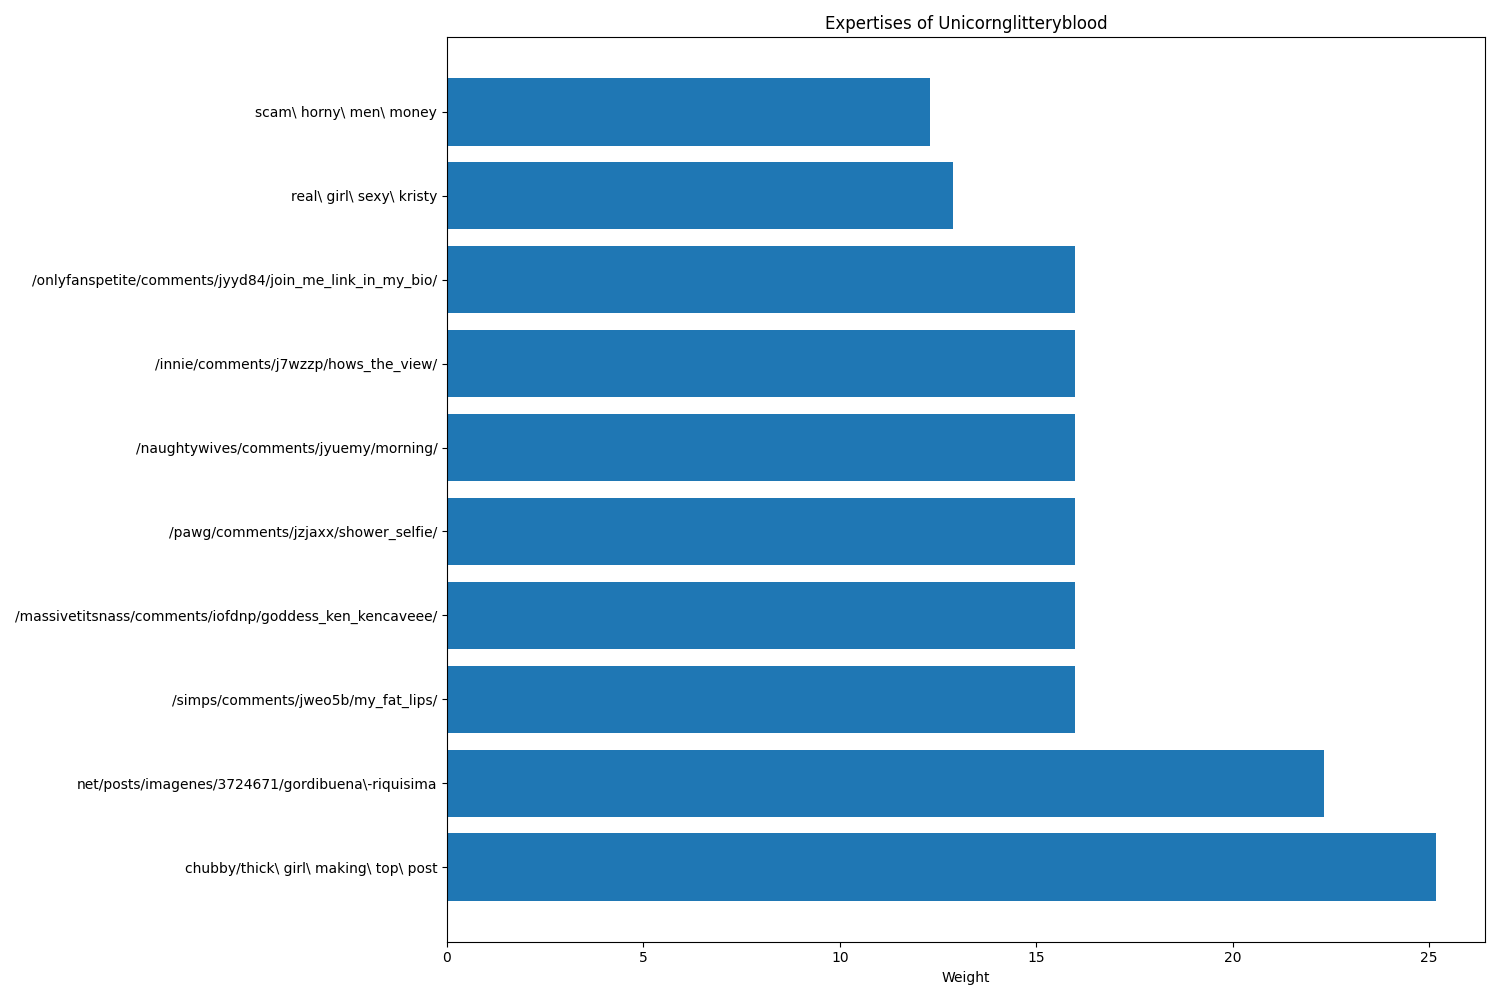 Expertises of Unicornglitteryblood
scam\ horny\ men\ money
real\ girl\ sexy\ kristy
/onlyfanspetite/comments/jyyd84/join_me_link_in_my_bio/
/innie/comments/j7wzzp/hows_the_view/
/naughtywives/comments/jyuemy/morning/
/pawg/comments/jzjaxx/shower_selfie/
/massivetitsnass/comments/iofdnp/goddess_ken_kencaveee/
/simps/comments/jweo5b/my_fat_lips/
net/posts/imagenes/3724671/gordibuena\-riquisima
chubby/thick\ girl\ making\ top\ post
0 5 10 15 20 25
Weight